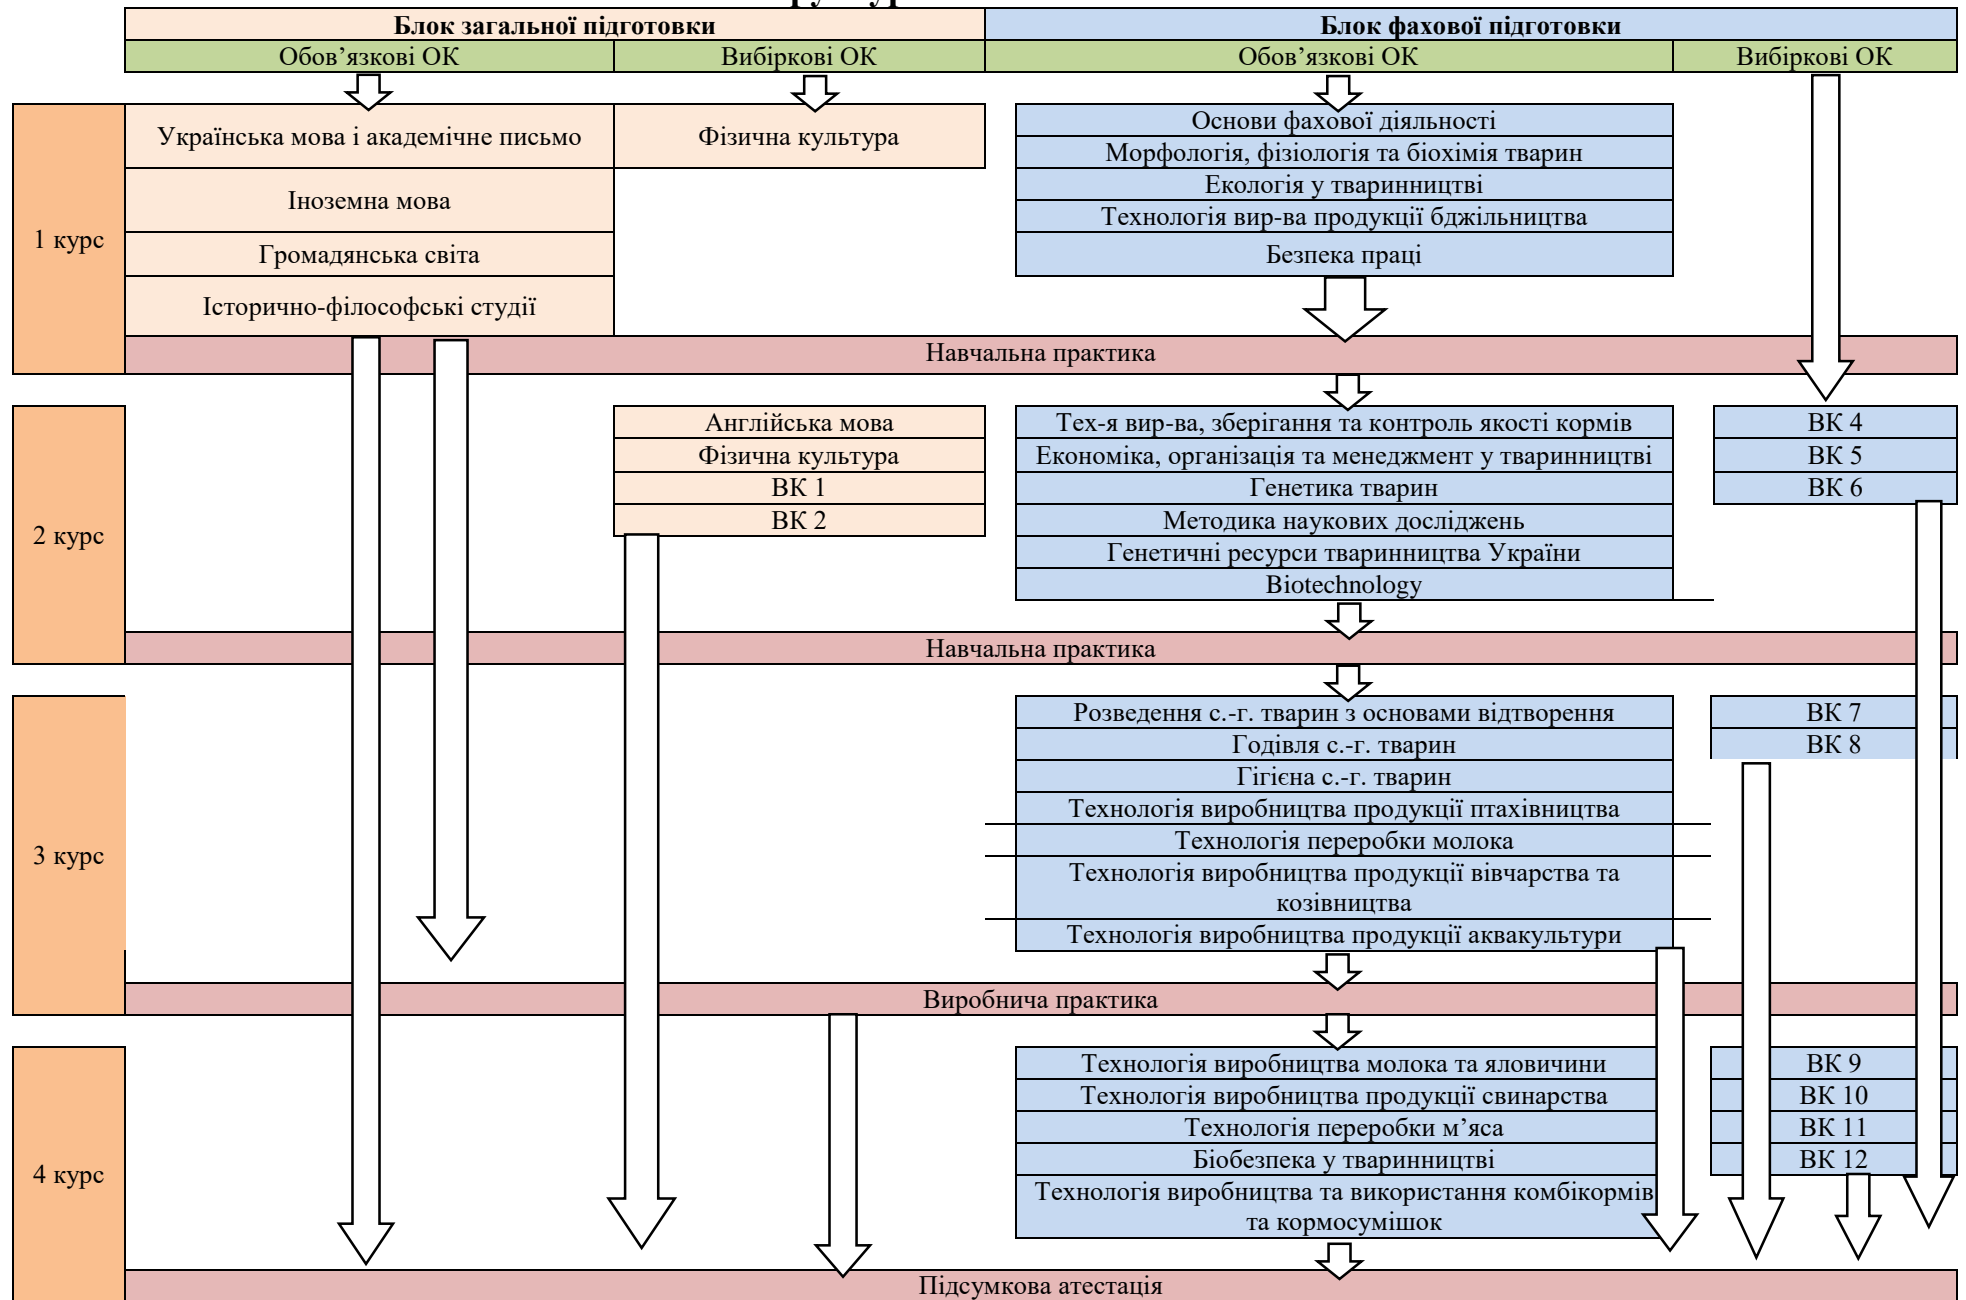 Блок загальної підготовки
Блок фахової підготовки
Обов’язкові ОК
Вибіркові ОК
Обов’язкові ОК
Вибіркові ОК
1 курс
Українська мова і академічне письмо
Іноземна мова
Громадянська світа
Історично-філософські студії
Фізична культура
Основи фахової діяльності
Морфологія, фізіологія та біохімія тварин
Екологія у тваринництві
Технологія вир-ва продукції бджільництва
Безпека праці
Навчальна практика
2 курс
Англійська мова
Фізична культура
ВК 1
ВК 2
Тех-я вир-ва, зберігання та контроль якості кормів
Економіка, організація та менеджмент у тваринництві
Генетика тварин
Методика наукових досліджень
Генетичні ресурси тваринництва України
Biotechnology
ВК 4
ВК 5
ВК 6
Навчальна практика
3 курс
Розведення с.-г. тварин з основами відтворення
Годівля с.-г. тварин
Гігієна с.-г. тварин
Технологія виробництва продукції птахівництва
Технологія переробки молока
Технологія виробництва продукції вівчарства та
козівництва
Технологія виробництва продукції аквакультури
ВК 7
ВК 8
Виробнича практика
4 курс
Технологія виробництва молока та яловичини
Технологія виробництва продукції свинарства
Технологія переробки м’яса
Біобезпека у тваринництві
Технологія виробництва та використання комбікормів
та кормосумішок
ВК 9
ВК 10
ВК 11
ВК 12
Підсумкова атестація